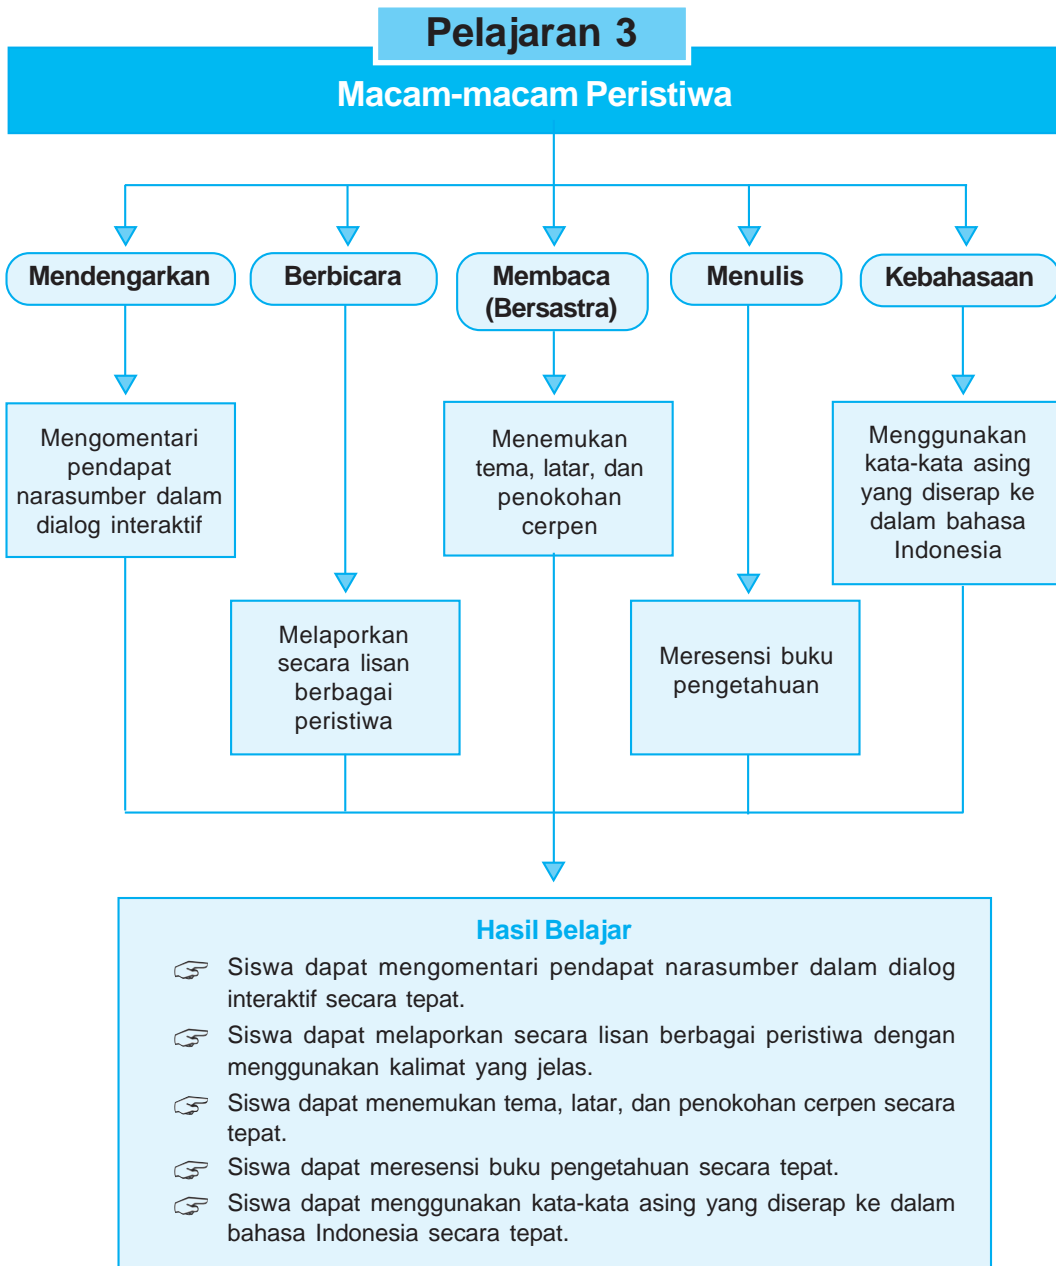 Pelajaran 3
Macam-macam Peristiwa
Mendengarkan
Berbicara
Membaca
(Bersastra)
Menulis
Kebahasaan
Mengomentari
pendapat
narasumber dalam
dialog interaktif
Menemukan
tema, latar, dan
penokohan
cerpen
Menggunakan
kata-kata asing
yang diserap ke
dalam bahasa
Indonesia
Melaporkan
secara lisan
berbagai
peristiwa
Meresensi buku
pengetahuan
Hasil Belajar
Siswa dapat mengomentari pendapat narasumber dalam dialog
interaktif secara tepat.
Siswa dapat melaporkan secara lisan berbagai peristiwa dengan
menggunakan kalimat yang jelas.
Siswa dapat menemukan tema, latar, dan penokohan cerpen secara
tepat.
Siswa dapat meresensi buku pengetahuan secara tepat.
Siswa dapat menggunakan kata-kata asing yang diserap ke dalam
bahasa Indonesia secara tepat.